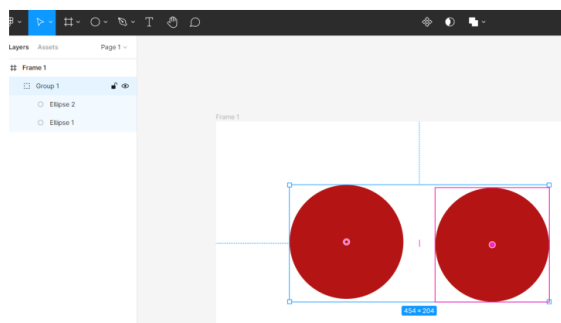 T
Layers Assets Page 1
Frame 1
Group 1
Ellipse 2
Ellipse 1
Frame 1
454 × 204